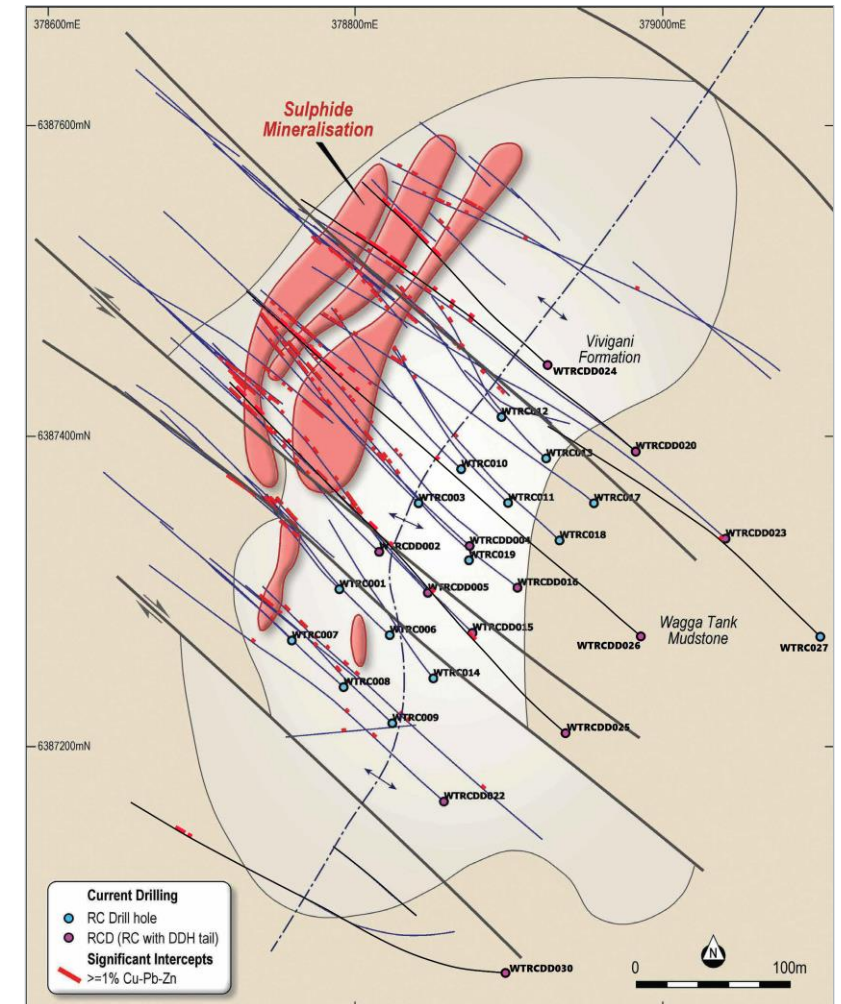 378600mE
378800mE
379000mE
6387600mN
Sulphide
Mineralisation
Vivigani
Formation
WTRCDD024
WTRC012
6387400mN
WTRC013
WTRCDD020
WTRC010
WTRC003
WTRC011
WTRC017
WTRCDD023
WTRCDD004
WTRC018
WTRCDD002
WTRC019
WTRC001
WTRCDD005
WTRCDD016
WTRC007
WTRC006
WTRCDD015
WTRCDD026
Wagga Tank
Mudstone
WTRC027
WTRC008
WTRC014
WTRC009
WTRCDD025
6387200mN
WTRCDD022
Current Drilling
RC Drill hole
RCD (RC with DDH tail)
Significant Intercepts
>=1% Cu-Pb-Zn
WTRCDD030
N
0
100m